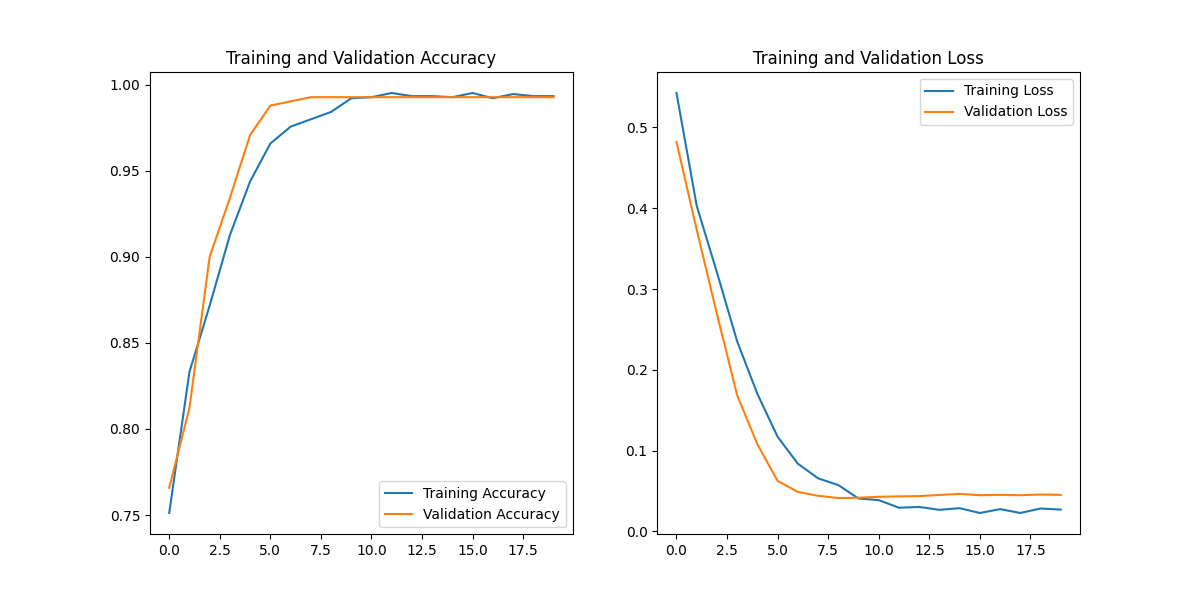 Training and Validation Accuracy
1.00
0.95
0.90
0.85
0.80
0.75
0.0 2.5 5.0 7.5 10.0 12.5 15.0 17.5
Training Accuracy
Validation Accuracy
Training and Validation Loss
0.5
0.4
0.3
0.2
0.1
0.0
0.0 2.5 5.0 7.5 10.0 12.5 15.0 17.5
Training Loss
Validation Loss